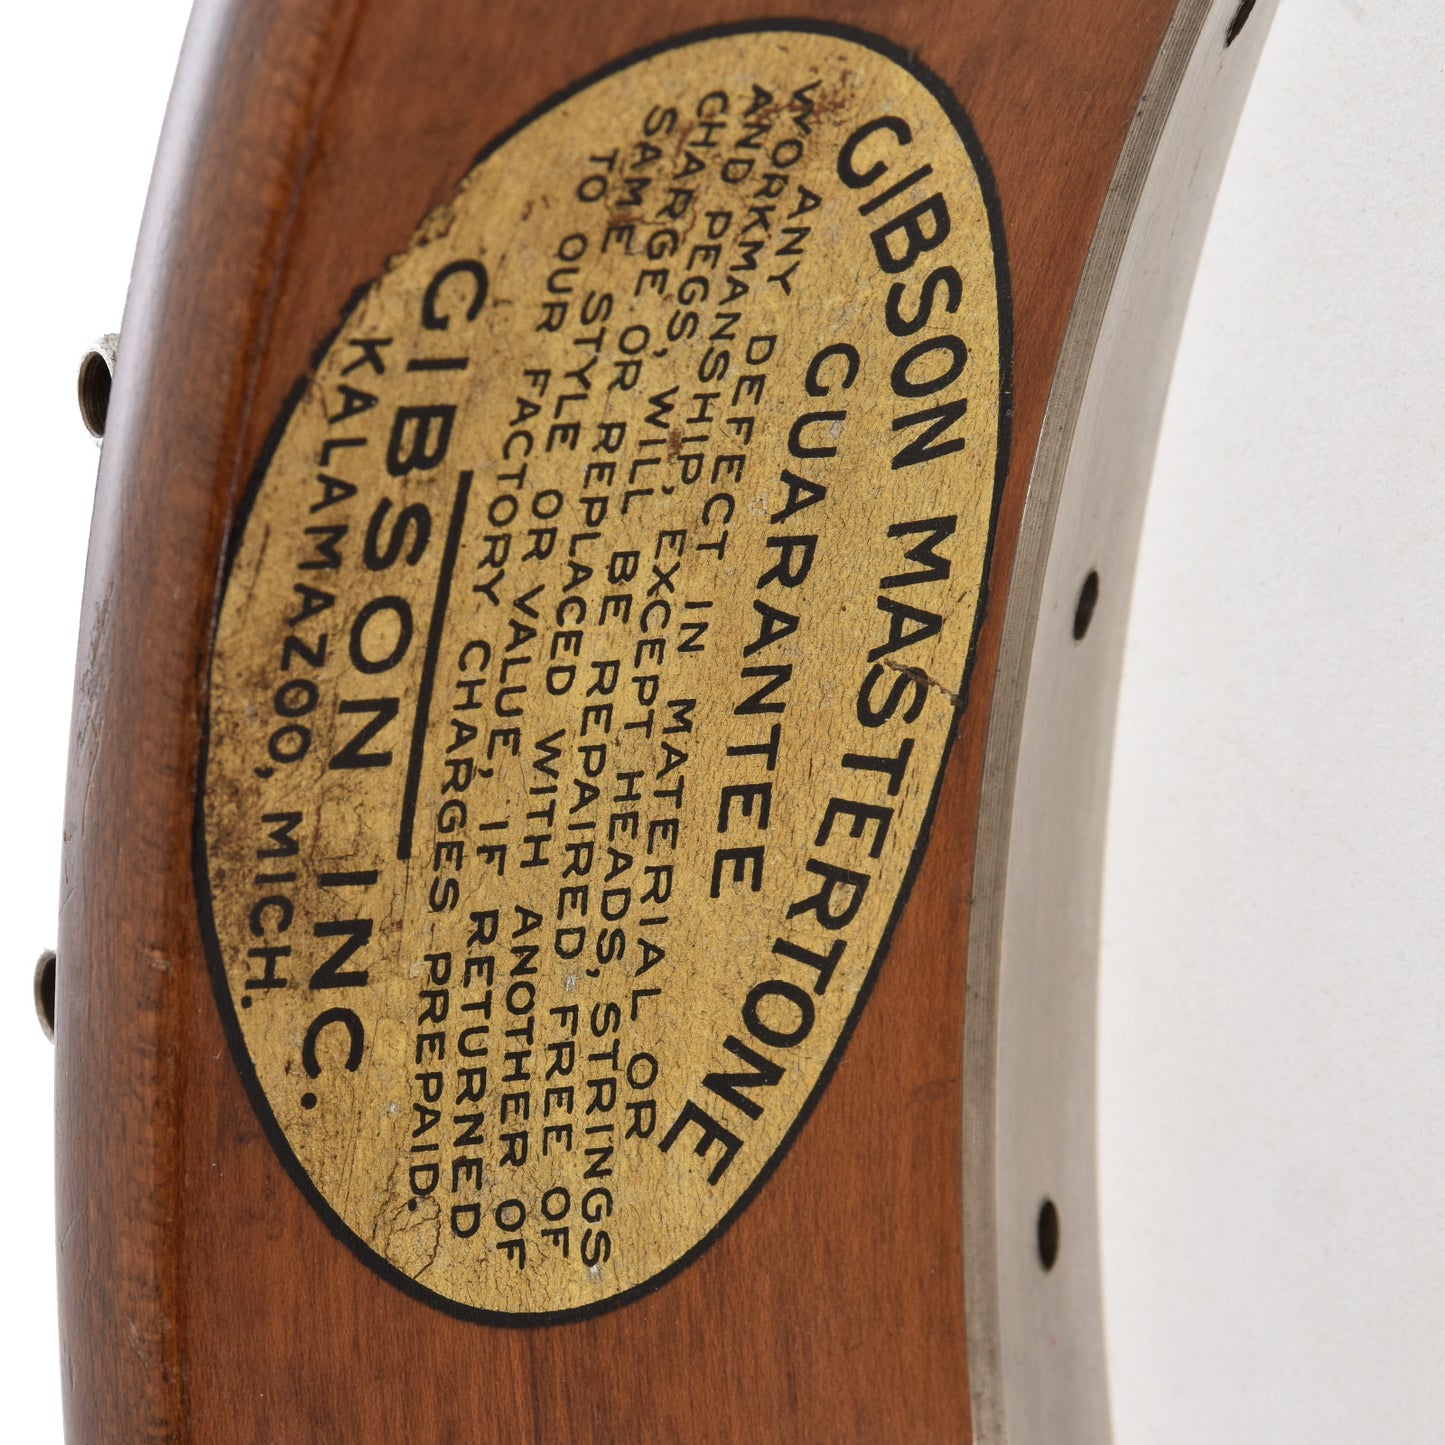 GIBSON MASTERTONE
GUARANTEE
ANY DEFECT IN MATERIAL OR
WORKMANSHIP, EXCEPT HEADS, STRINGS
AND PEGS, WILL BE REPAIRED FREE OF
CHARGE. OR REPLACED WITH ANOTHER OF
SAME STYLE OR VALUE, IF RETURNED
TO OUR FACTORY CHARGES PREPAID.
GIBSON INC.
KALAMAZOO, MICH.